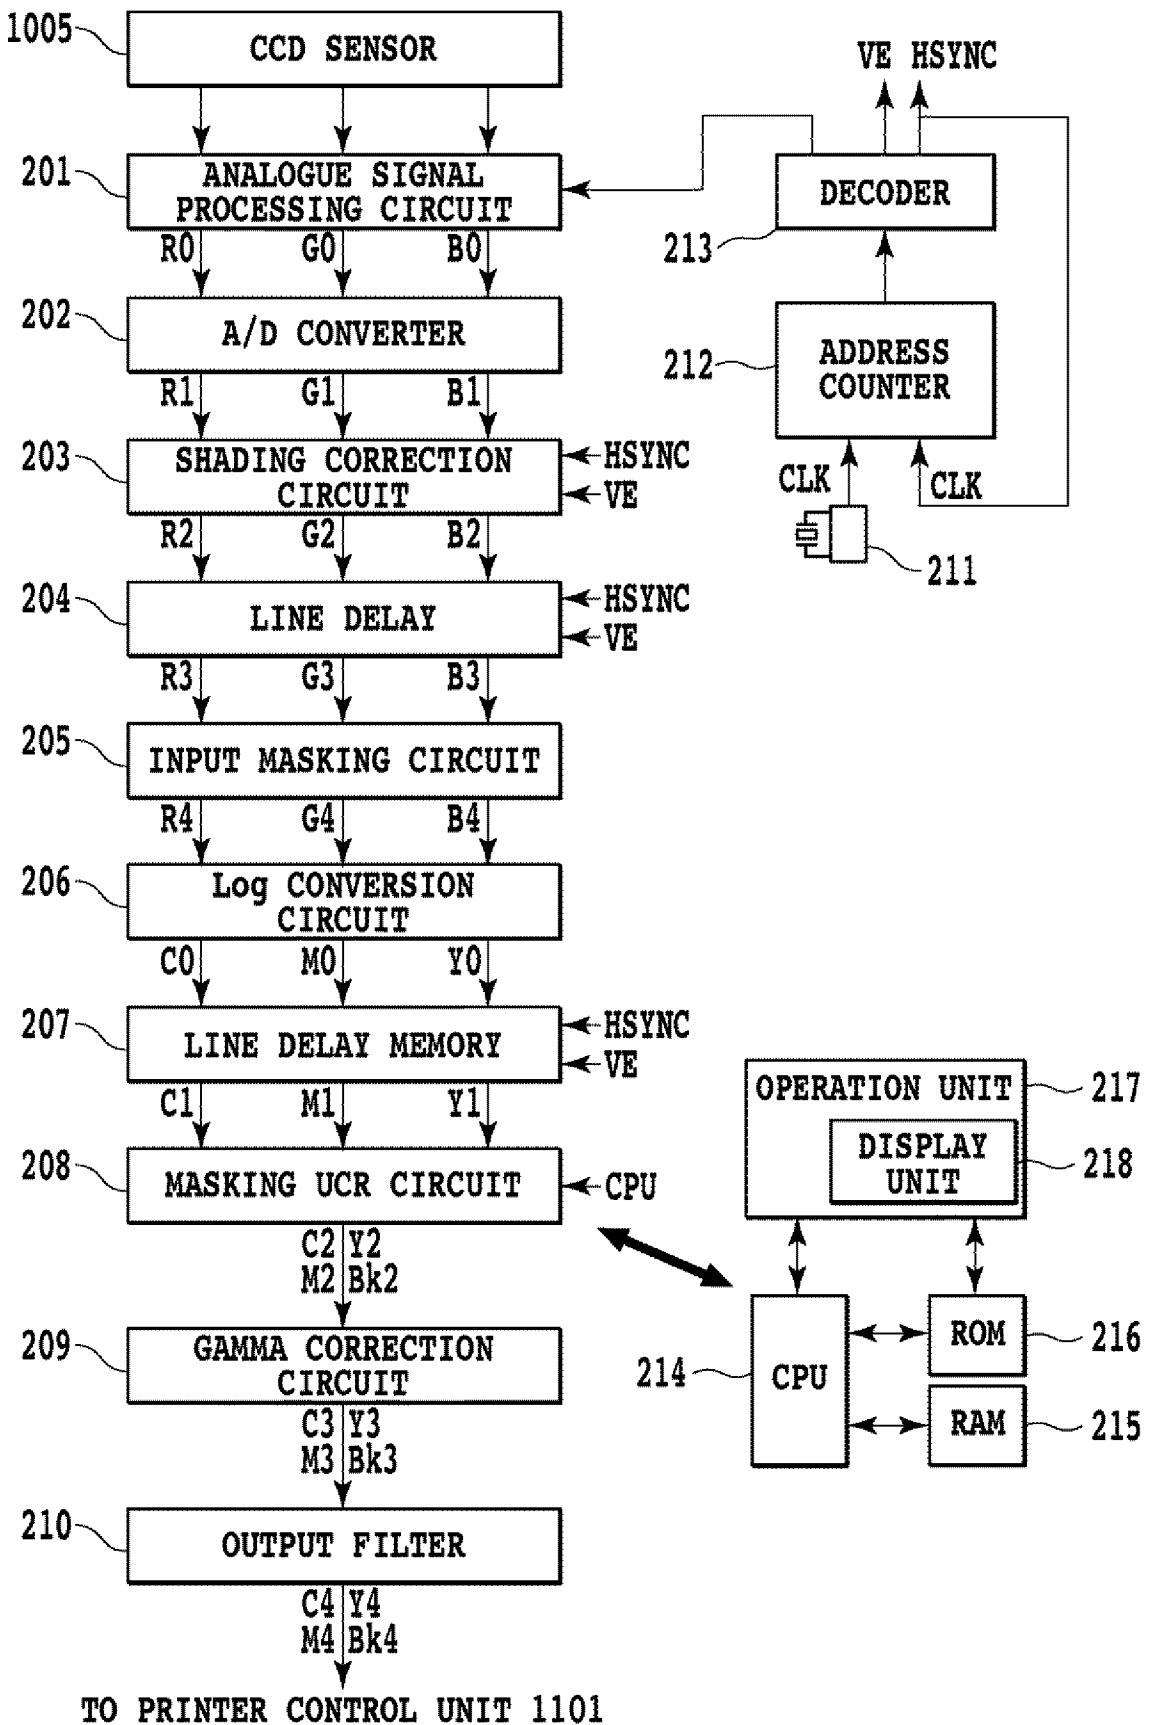 1005
CCD SENSOR
VE HSYNC
201
ANALOGUE SIGNAL
PROCESSING CIRCUIT
DECODER
213
R0 G0 B0
202
A/D CONVERTER
212
ADDRESS
COUNTER
R1 G1 B1
203
SHADING CORRECTION
CIRCUIT
HSYNC
VE
CLK CLK
211
R2 G2 B2
204
LINE DELAY
HSYNC
VE
R3 G3 B3
205
INPUT MASKING CIRCUIT
R4 G4 B4
206
Log CONVERSION
CIRCUIT
C0 M0 Y0
207
LINE DELAY MEMORY
HSYNC
VE
C1 M1 Y1
208
MASKING UCR CIRCUIT
CPU
OPERATION UNIT
217
DISPLAY
UNIT
218
C2 Y2
M2 Bk2
209
GAMMA CORRECTION
CIRCUIT
214
CPU
ROM
216
RAM
215
C3 Y3
M3 Bk3
210
OUTPUT FILTER
C4 Y4
M4 Bk4
TO PRINTER CONTROL UNIT 1101